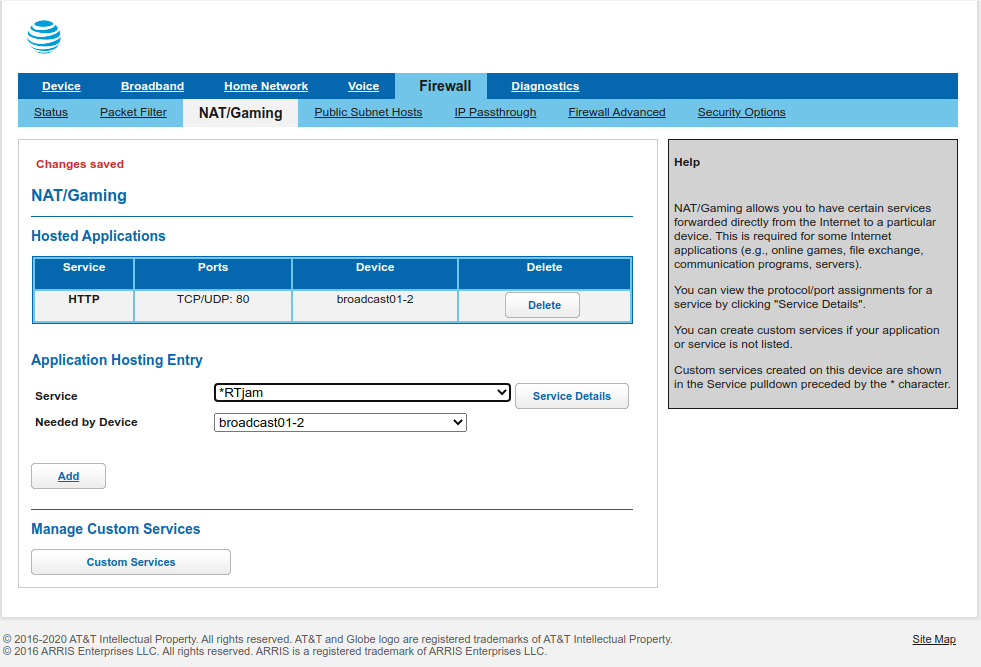 Device Broadband Home Network Voice Firewall Diagnostics
Status Packet Filter NAT/Gaming Public Subnet Hosts IP Passthrough Firewall Advanced Security Options
Changes saved
NAT/Gaming
Hosted Applications
Service Ports Device Delete
HTTP TCP/UDP: 80 broadcast01-2 Delete
Application Hosting Entry
Service *RTjam Service Details
Needed by Device broadcast01-2
Add
Manage Custom Services
Custom Services
Help
NAT/Gaming allows you to have certain services
forwarded directly from the Internet to a particular
device. This is required for some Internet
applications (e.g., online games, file exchange,
communication programs, servers).
You can view the protocol/port assignments for a
service by clicking "Service Details".
You can create custom services if your application
or service is not listed.
Custom services created on this device are shown
in the Service pulldown preceded by the * character.
© 2016-2020 AT&T Intellectual Property. All rights reserved. AT&T and Globe logo are registered trademarks of AT&T Intellectual Property.
© 2016 ARRIS Enterprises LLC. All rights reserved. ARRIS is a registered trademark of ARRIS Enterprises LLC.
Site Map